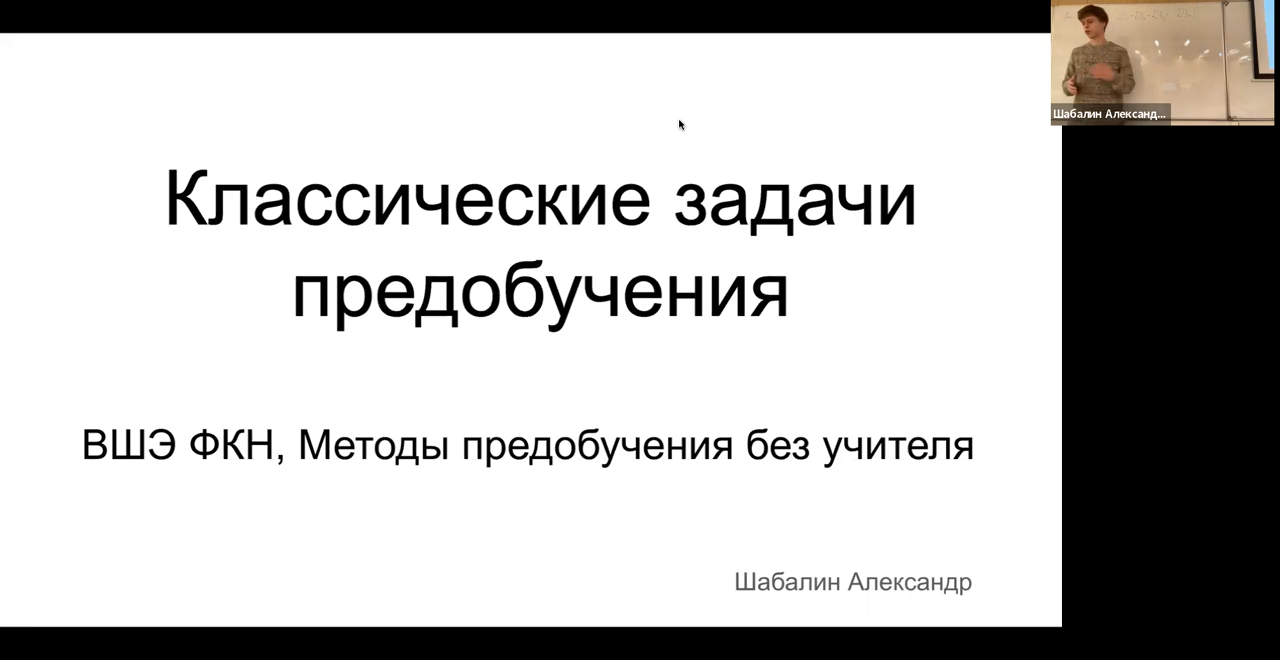 Классические задачи
предобучения
ВШЭ ФКН, Методы предобучения без учителя
Шабалин Александр
Шабалин Александ...